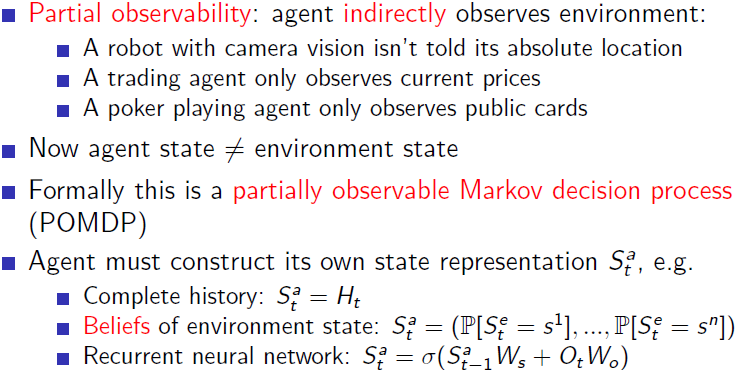 Partial observability: agent indirectly observes environment:
A robot with camera vision isn't told its absolute location
A trading agent only observes current prices
A poker playing agent only observes public cards
Now agent state ≠ environment state
Formally this is a partially observable Markov decision process
(POMDP)
Agent must construct its own state representation $S_t^a$, e.g.
Complete history: $S_t^a = H_t$
Beliefs of environment state: $S_t^a = (\mathbb{P}[S_t^e = s^1], ..., \mathbb{P}[S_t^e = s^n])$
Recurrent neural network: $S_t^a = \sigma(S_{t-1}^a W_s + O_t W_o)$